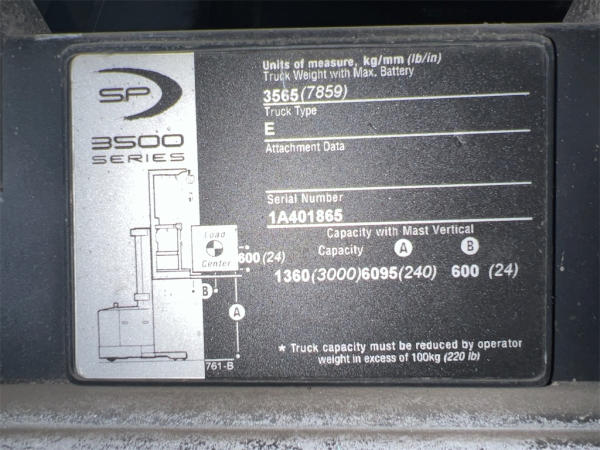 SP
3500
SERIES
Units of measure, kg/mm (lb/in)
Truck Weight with Max. Battery
3565 (7859)
Truck Type
E
Attachment Data
Serial Number
1A401865
Capacity with Mast Vertical
Capacity A B
1360 (3000) 6095 (240) 600 (24)
Load
Center
600 (24)
B
A
* Truck capacity must be reduced by operator
weight in excess of 100kg (220 lb)
761-B